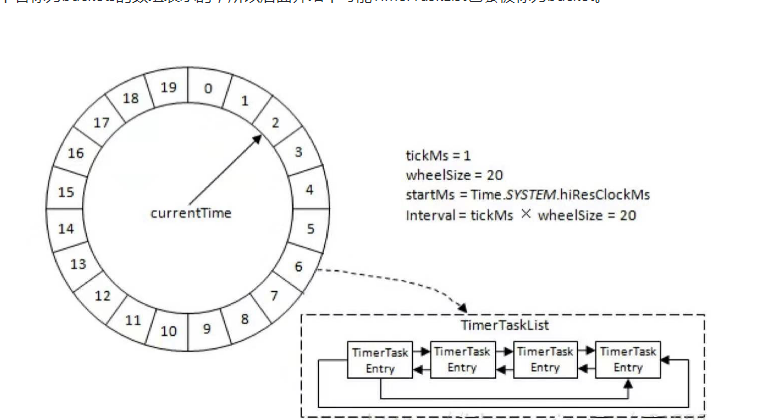 0
1
2
3
4
5
6
7
8
9
10
11
12
13
14
15
16
17
18
19
currentTime
tickMs = 1
wheelSize = 20
startMs = Time.SYSTEM.hiResClockMs
Interval = tickMs × wheelSize = 20
TimerTaskList
TimerTask TimerTask TimerTask TimerTask
Entry Entry Entry Entry